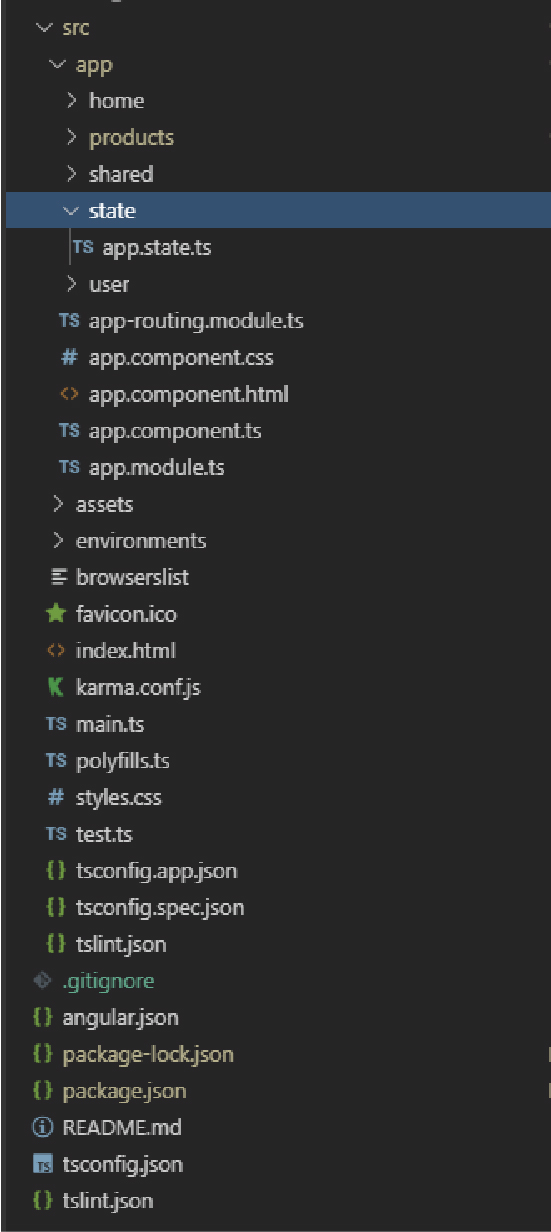 src
app
home
products
shared
state
TS app.state.ts
user
TS app-routing.module.ts
# app.component.css
<> app.component.html
TS app.component.ts
TS app.module.ts
assets
environments
browserslist
favicon.ico
<> index.html
K karma.conf.js
TS main.ts
TS polyfills.ts
# styles.css
TS test.ts
{} tsconfig.app.json
{} tsconfig.spec.json
{} tslint.json
.gitignore
{} angular.json
{} package-lock.json
{} package.json
README.md
TS tsconfig.json
{} tslint.json